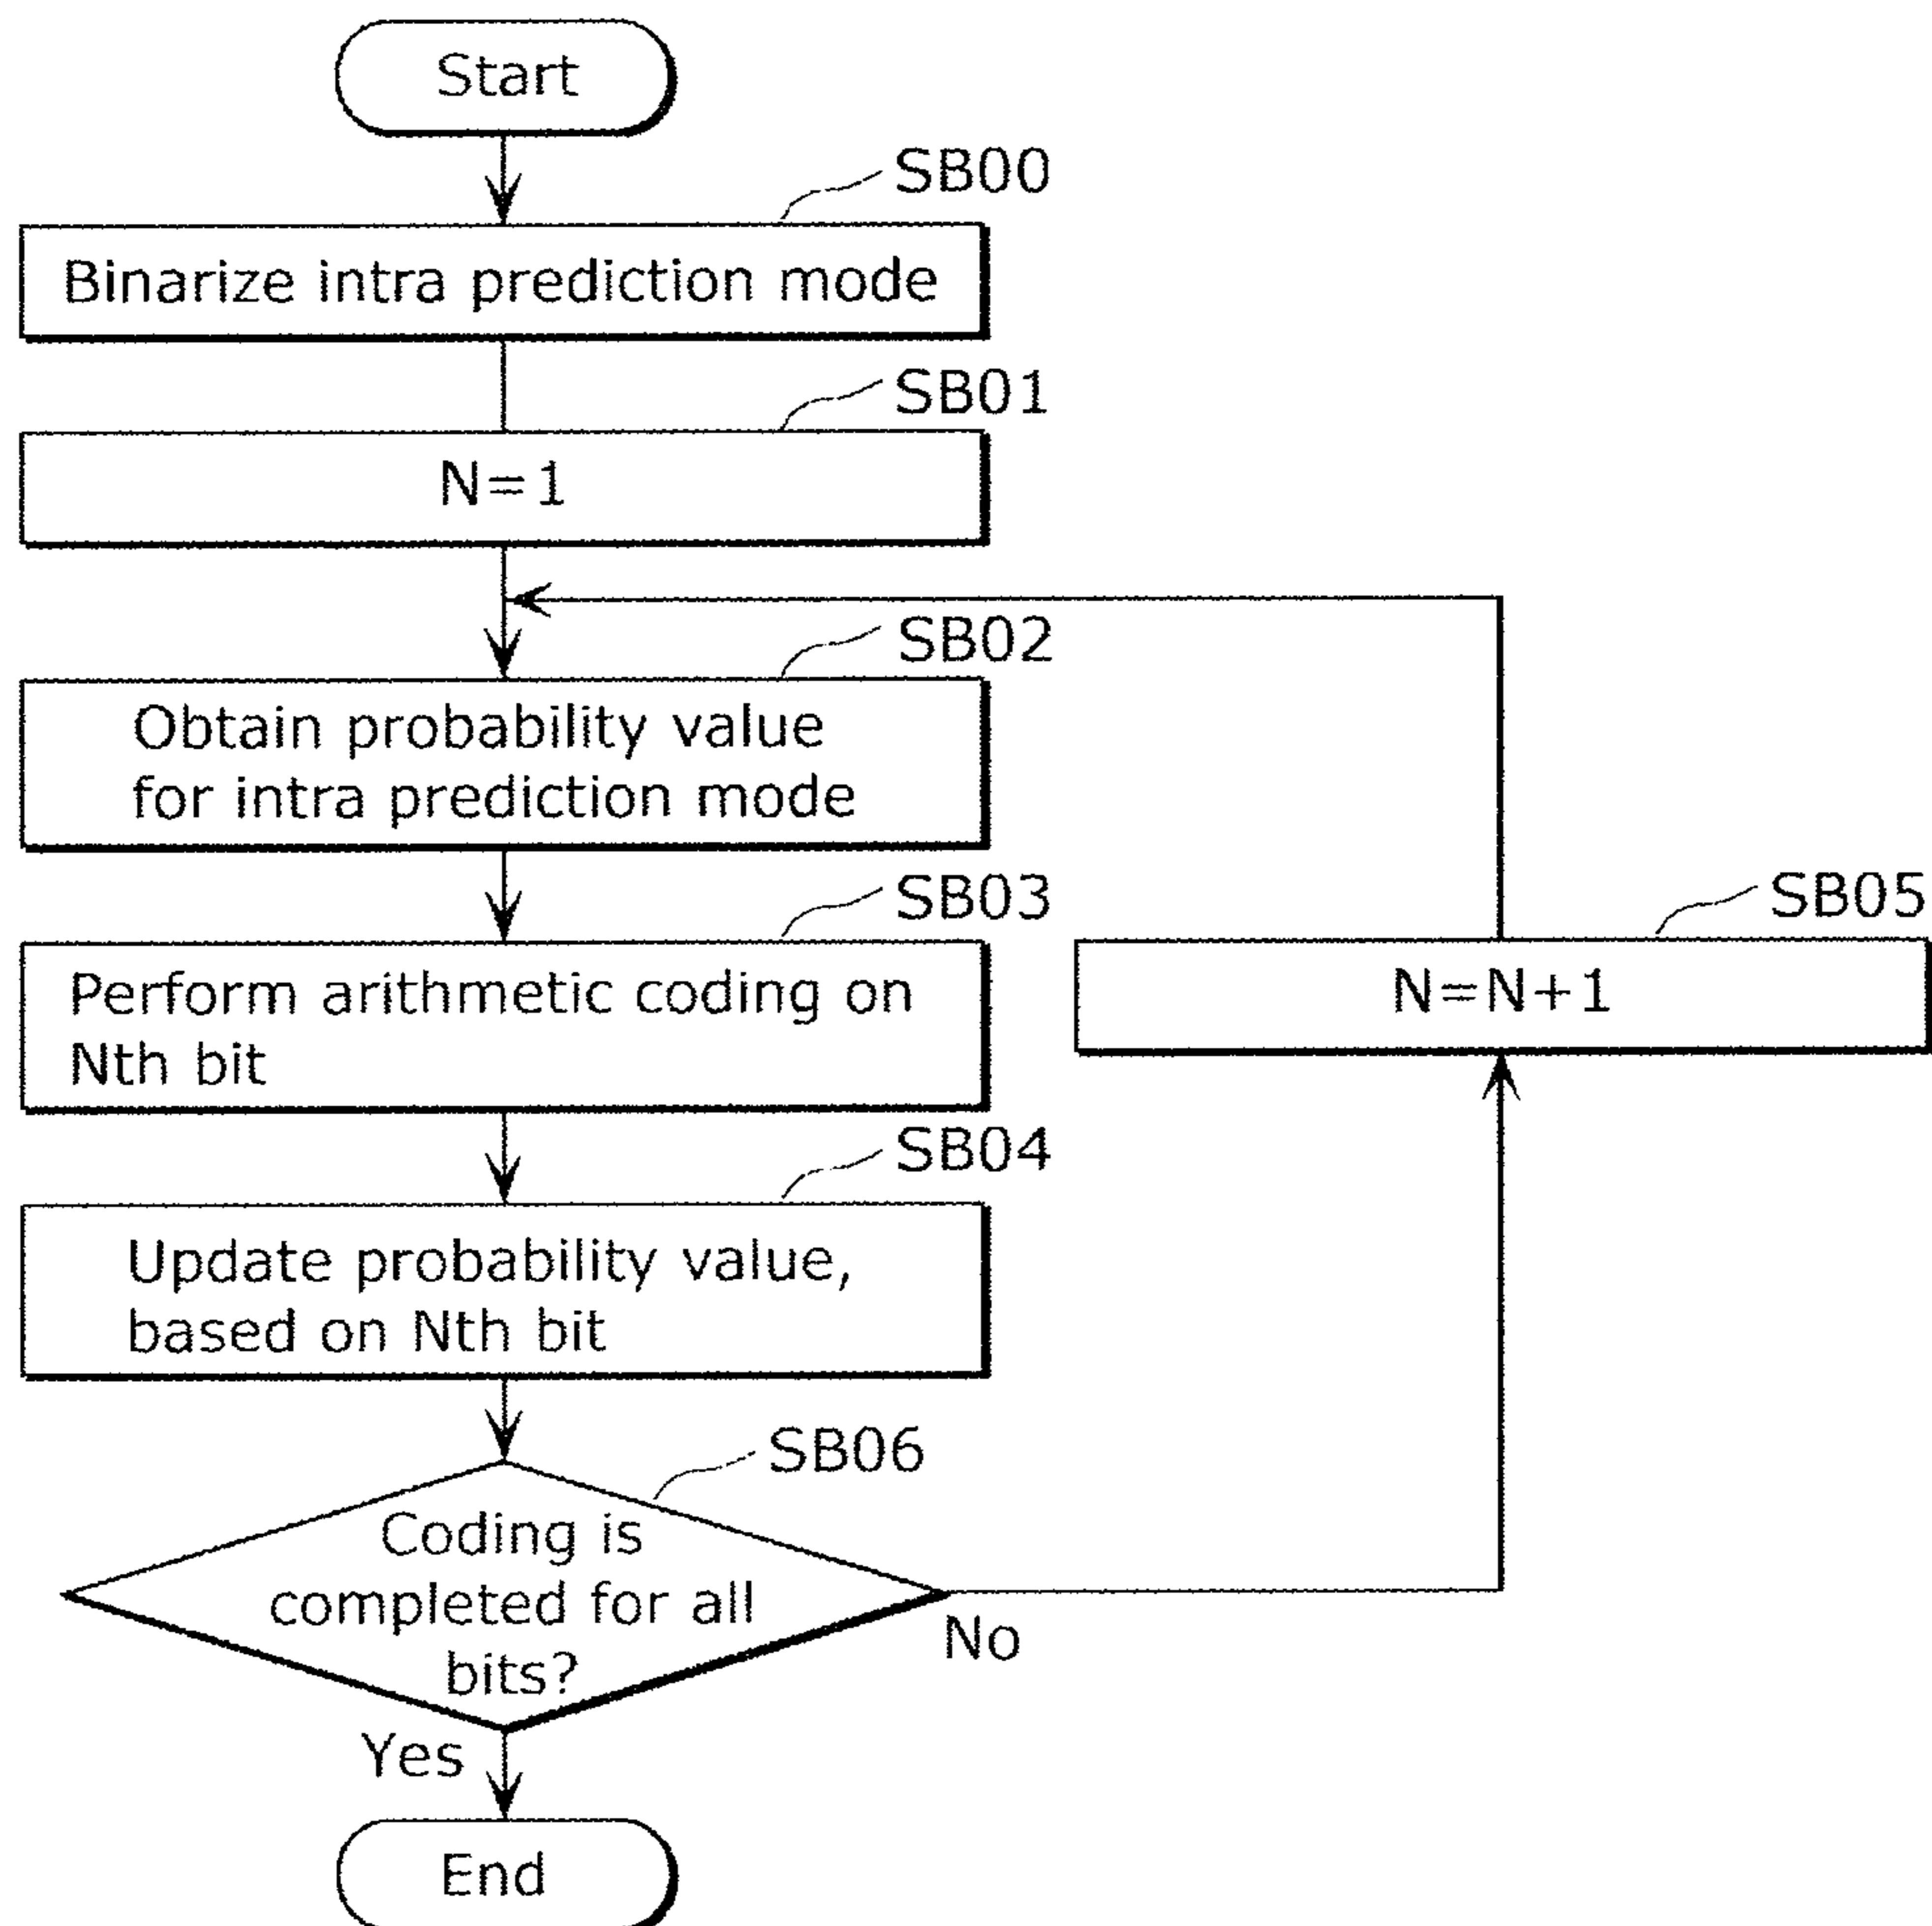 Start
SB00
Binarize intra prediction mode
SB01
N=1
SB02
Obtain probability value
for intra prediction mode
SB03
Perform arithmetic coding on
Nth bit
SB05
N=N+1
SB04
Update probability value,
based on Nth bit
SB06
Coding is
completed for all
bits?
No
Yes
End